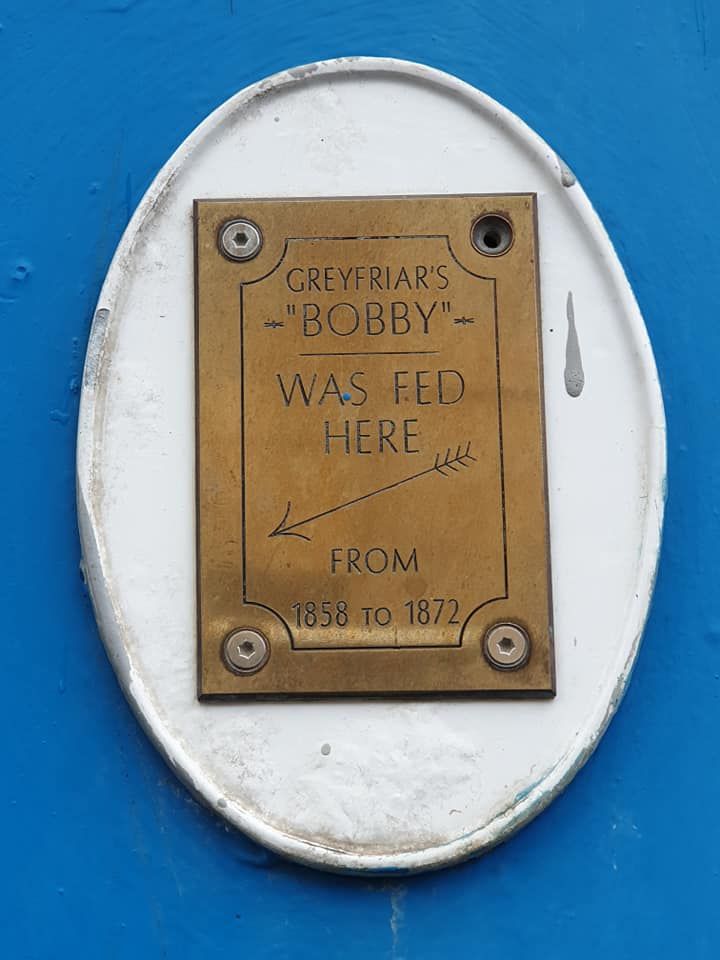 GREYFRIAR'S
"BOBBY"
WAS FED
HERE
FROM
1858 TO 1872